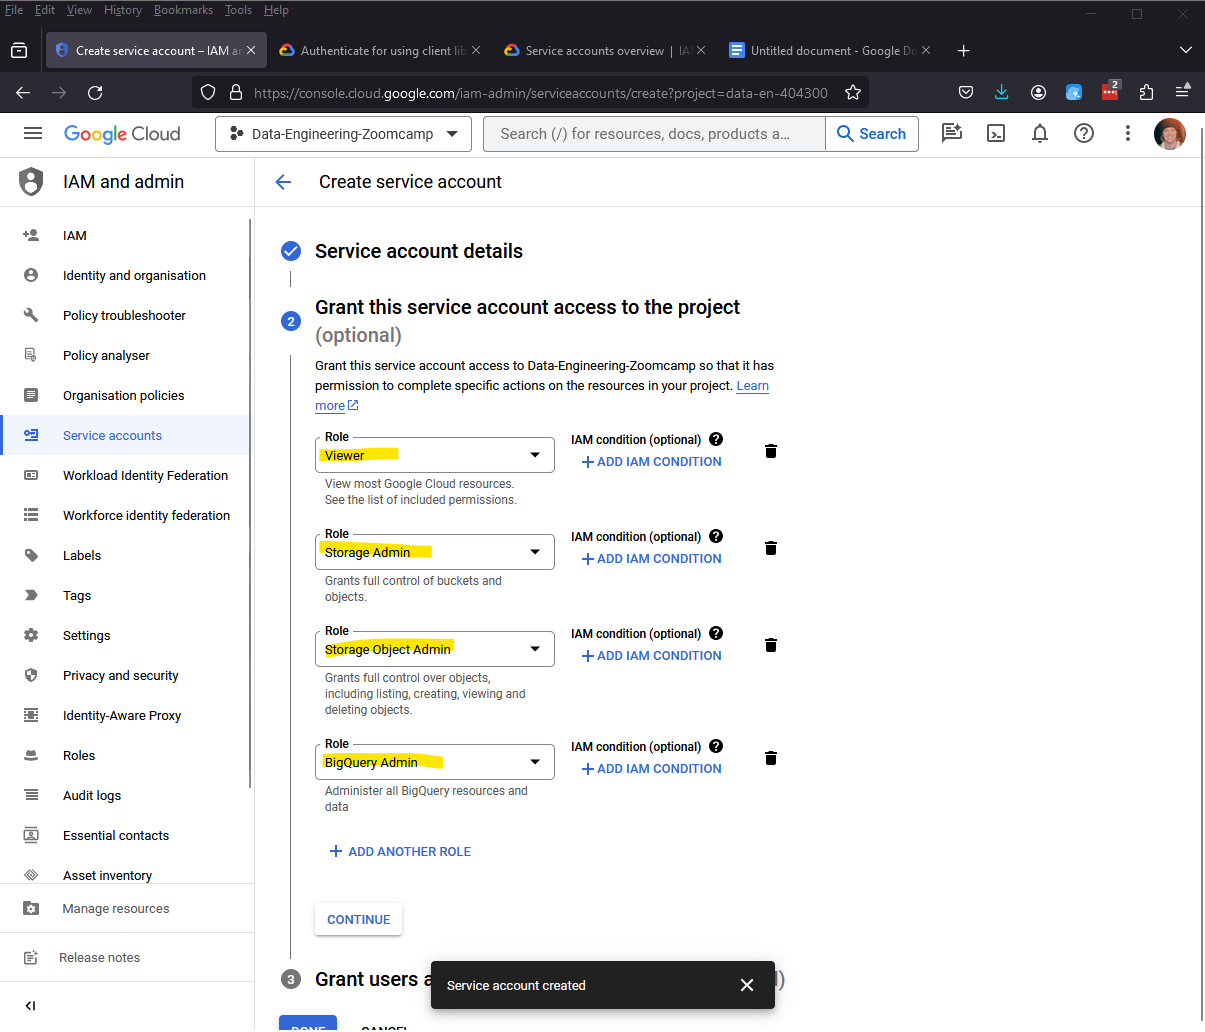 File Edit View History Bookmarks Tools Help
Create service account – IAM a
Authenticate for using client lib
Service accounts overview | IA
Untitled document - Google Do
https://console.cloud.google.com/iam-admin/serviceaccounts/create?project=data-en-404300
2
Google Cloud
Data-Engineering-Zoomcamp
Search (/) for resources, docs, products a…
Search
IAM and admin
Create service account
IAM
Identity and organisation
Policy troubleshooter
Policy analyser
Organisation policies
Service accounts
Workload Identity Federation
Workforce identity federation
Labels
Tags
Settings
Privacy and security
Identity-Aware Proxy
Roles
Audit logs
Essential contacts
Asset inventory
Manage resources
Release notes
Service account details
2
Grant this service account access to the project
(optional)
Grant this service account access to Data-Engineering-Zoomcamp so that it has
permission to complete specific actions on the resources in your project. Learn
more
Role
Viewer
IAM condition (optional)
+ ADD IAM CONDITION
View most Google Cloud resources.
See the list of included permissions.
Role
Storage Admin
IAM condition (optional)
+ ADD IAM CONDITION
Grants full control of buckets and
objects.
Role
Storage Object Admin
IAM condition (optional)
+ ADD IAM CONDITION
Grants full control over objects,
including listing, creating, viewing and
deleting objects.
Role
BigQuery Admin
IAM condition (optional)
+ ADD IAM CONDITION
Administer all BigQuery resources and
data
+ ADD ANOTHER ROLE
CONTINUE
3
Grant users a
Service account created
DONE
CANCEL